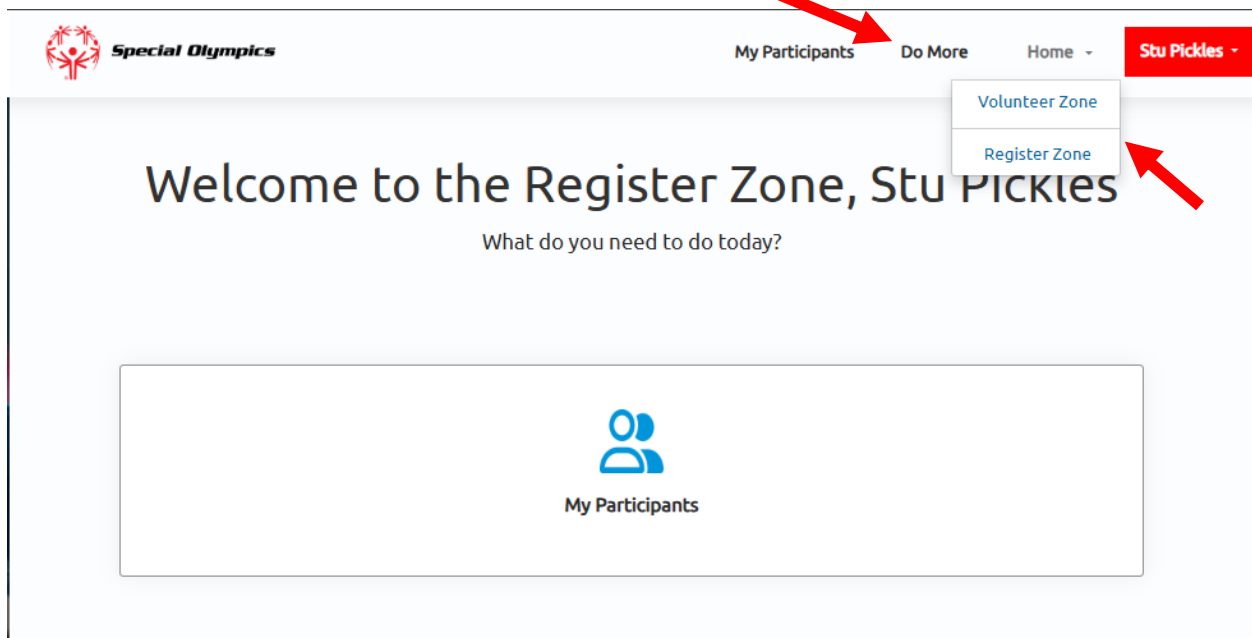 Special Olympics
My Participants Do More Home Stu Pickles
Volunteer Zone
Register Zone
Welcome to the Register Zone, Stu Pickles
What do you need to do today?
My Participants